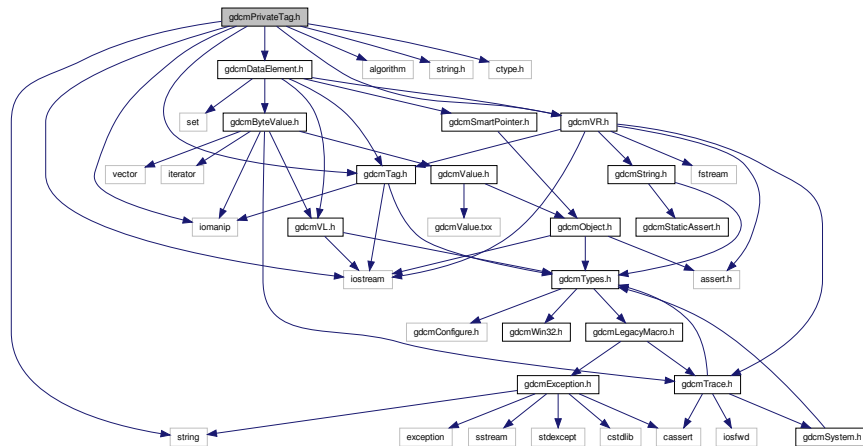 gdcmPrivateTag.h
gdcmDataElement.h
algorithm
string.h
ctype.h
set
gdcmByteValue.h
gdcmSmartPointer.h
gdcmVR.h
vector
iterator
gdcmTag.h
gdcmValue.h
gdcmString.h
fstream
iomanip
gdcmVL.h
gdcmValue.txx
gdcmObject.h
gdcmStaticAssert.h
iostream
gdcmTypes.h
assert.h
gdcmConfigure.h
gdcmWin32.h
gdcmLegacyMacro.h
gdcmException.h
gdcmTrace.h
string
exception
sstream
stdexcept
cstdlib
cassert
iosfwd
gdcmSystem.h